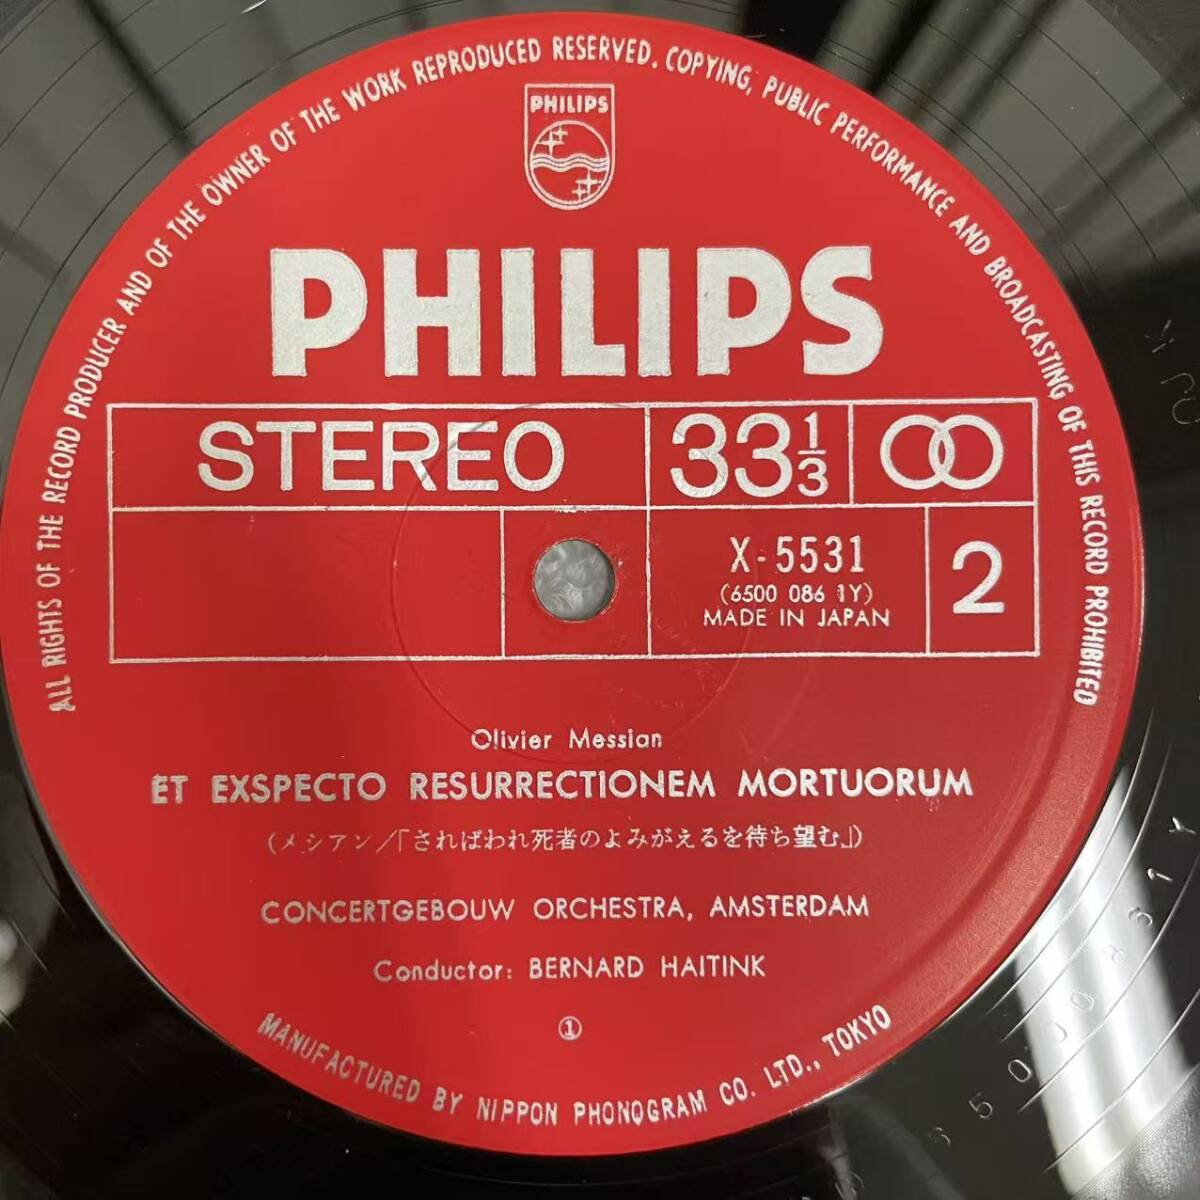 ALL RIGHTS OF THE RECORD PRODUCER AND OF THE OWNER OF THE WORK REPRODUCED RESERVED. COPYING, PUBLIC PERFORMANCE AND BROADCASTING OF THIS RECORD PROHIBITED
PHILIPS
PHILIPS
STEREO 33 1/3
X-5531
(6500 086 1Y)
MADE IN JAPAN
2
Olivier Messian
ET EXSPECTO RESURRECTIONEM MORTUORUM
(メシアン/「さればわれ死者のよみがえるを待ち望む」)
CONCERTGEBOUW ORCHESTRA, AMSTERDAM
Conductor: BERNARD HAITINK
①
MANUFACTURED BY NIPPON PHONOGRAM CO. LTD., TOKYO